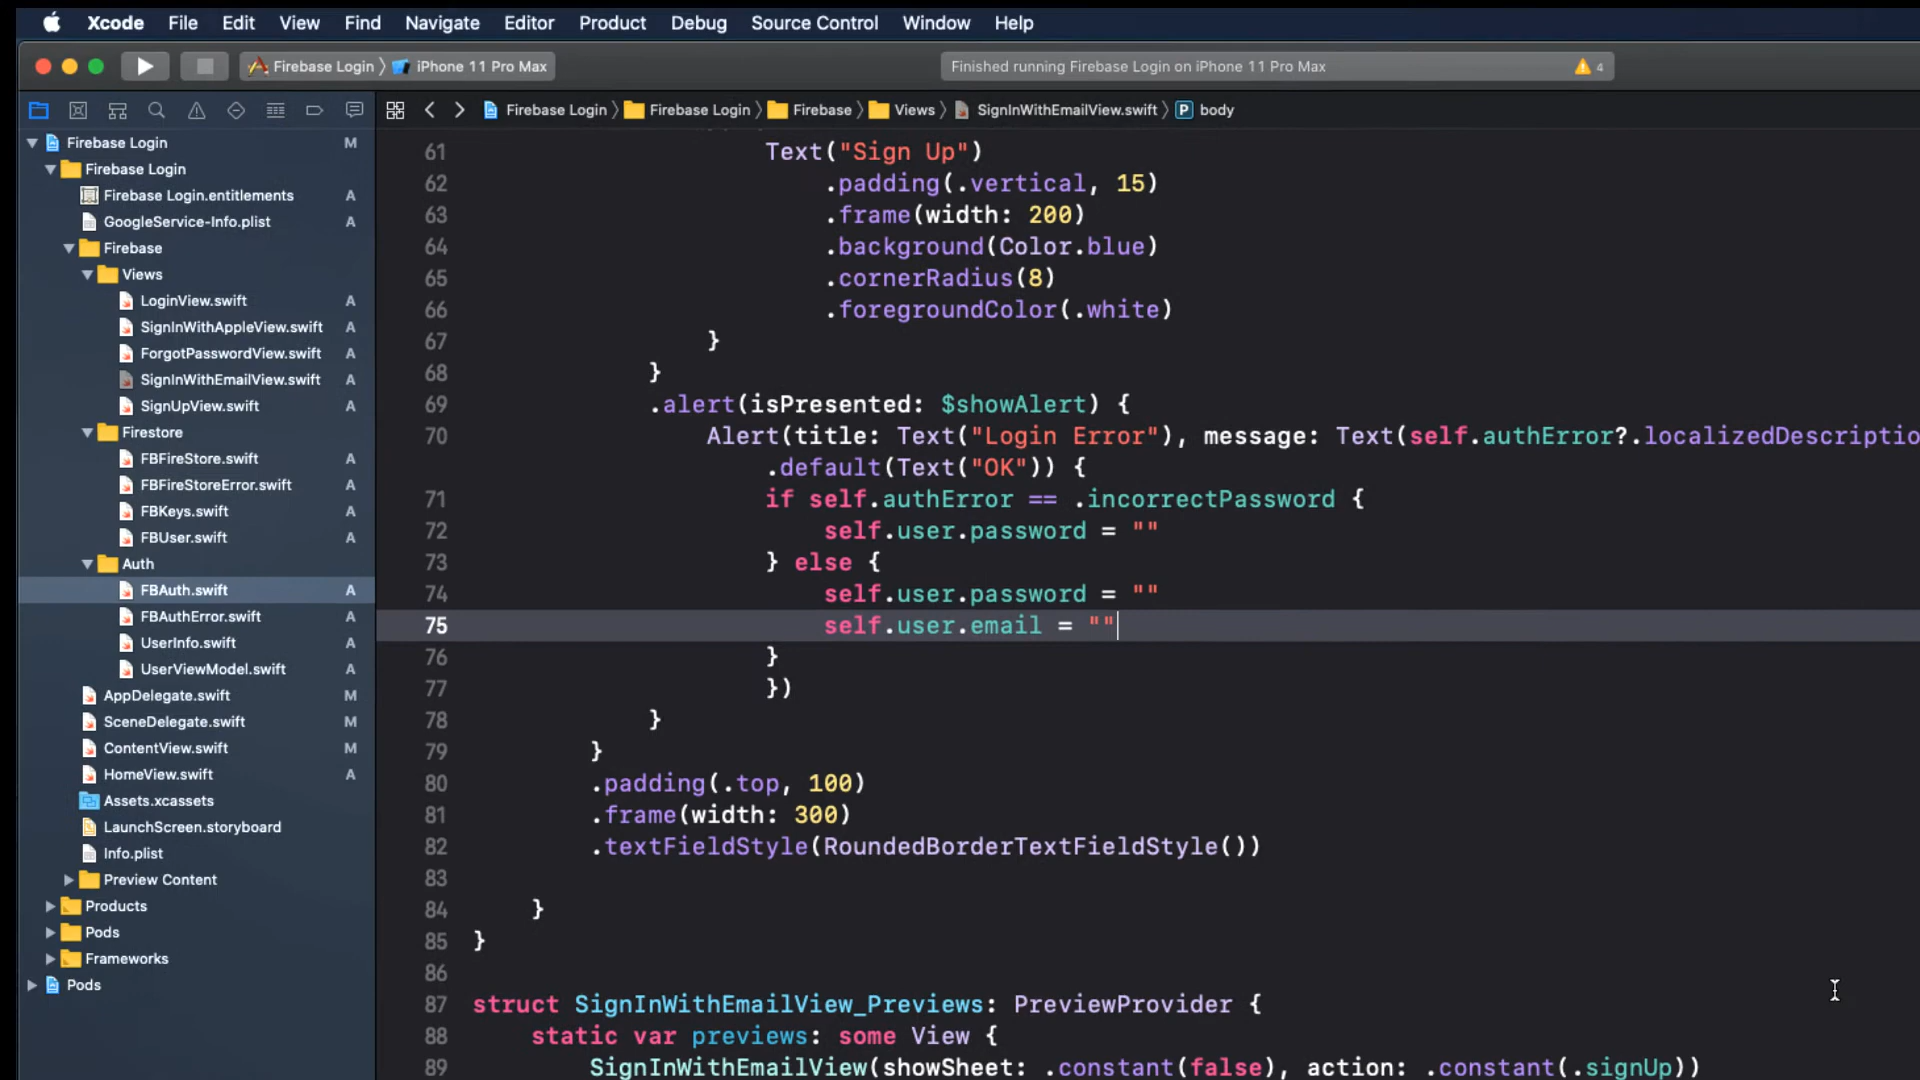 Xcode File Edit View Find Navigate Editor Product Debug Source Control Window Help
Firebase Login 〉 iPhone 11 Pro Max
Finished running Firebase Login on iPhone 11 Pro Max
4
Firebase Login 〉 Firebase Login 〉 Firebase 〉 Views 〉 SignInWithEmailView.swift 〉 P body
Firebase Login M
Firebase Login
Firebase Login.entitlements A
GoogleService-Info.plist A
Firebase
Views
LoginView.swift A
SignInWithAppleView.swift A
ForgotPasswordView.swift A
SignInWithEmailView.swift A
SignUpView.swift A
Firestore
FBFireStore.swift A
FBFireStoreError.swift A
FBKeys.swift A
FBUser.swift A
Auth
FBAuth.swift A
FBAuthError.swift A
UserInfo.swift A
UserViewModel.swift A
AppDelegate.swift M
SceneDelegate.swift M
ContentView.swift M
HomeView.swift A
Assets.xcassets
LaunchScreen.storyboard
Info.plist
Preview Content
Products
Pods
Frameworks
Pods
61 Text("Sign Up")
62 .padding(.vertical, 15)
63 .frame(width: 200)
64 .background(Color.blue)
65 .cornerRadius(8)
66 .foregroundColor(.white)
67 }
68 }
69 .alert(isPresented: $showAlert) {
70 Alert(title: Text("Login Error"), message: Text(self.authError?.localizedDescriptio
.default(Text("OK")) {
71 if self.authError == .incorrectPassword {
72 self.user.password = ""
73 } else {
74 self.user.password = ""
75 self.user.email = ""
76 }
77 })
78 }
79 }
80 .padding(.top, 100)
81 .frame(width: 300)
82 .textFieldStyle(RoundedBorderTextFieldStyle())
83
84 }
85 }
86
87 struct SignInWithEmailView_Previews: PreviewProvider {
88 static var previews: some View {
89 SignInWithEmailView(showSheet: .constant(false), action: .constant(.signUp))